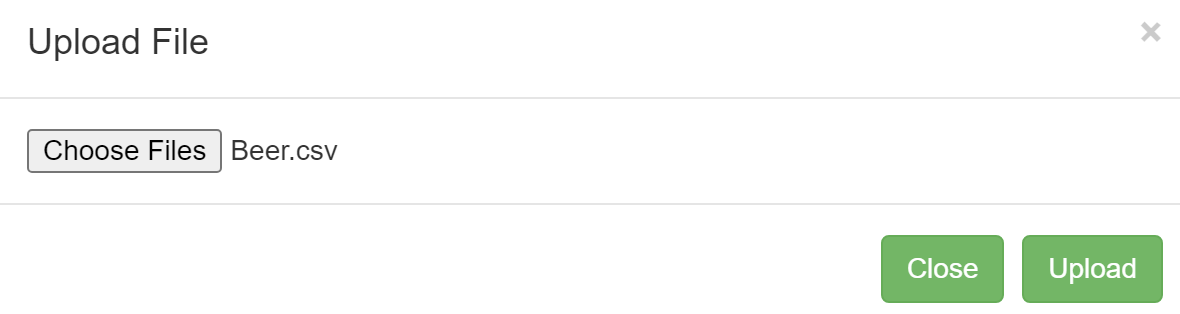 Upload File ×
Choose Files Beer.csv
Close Upload